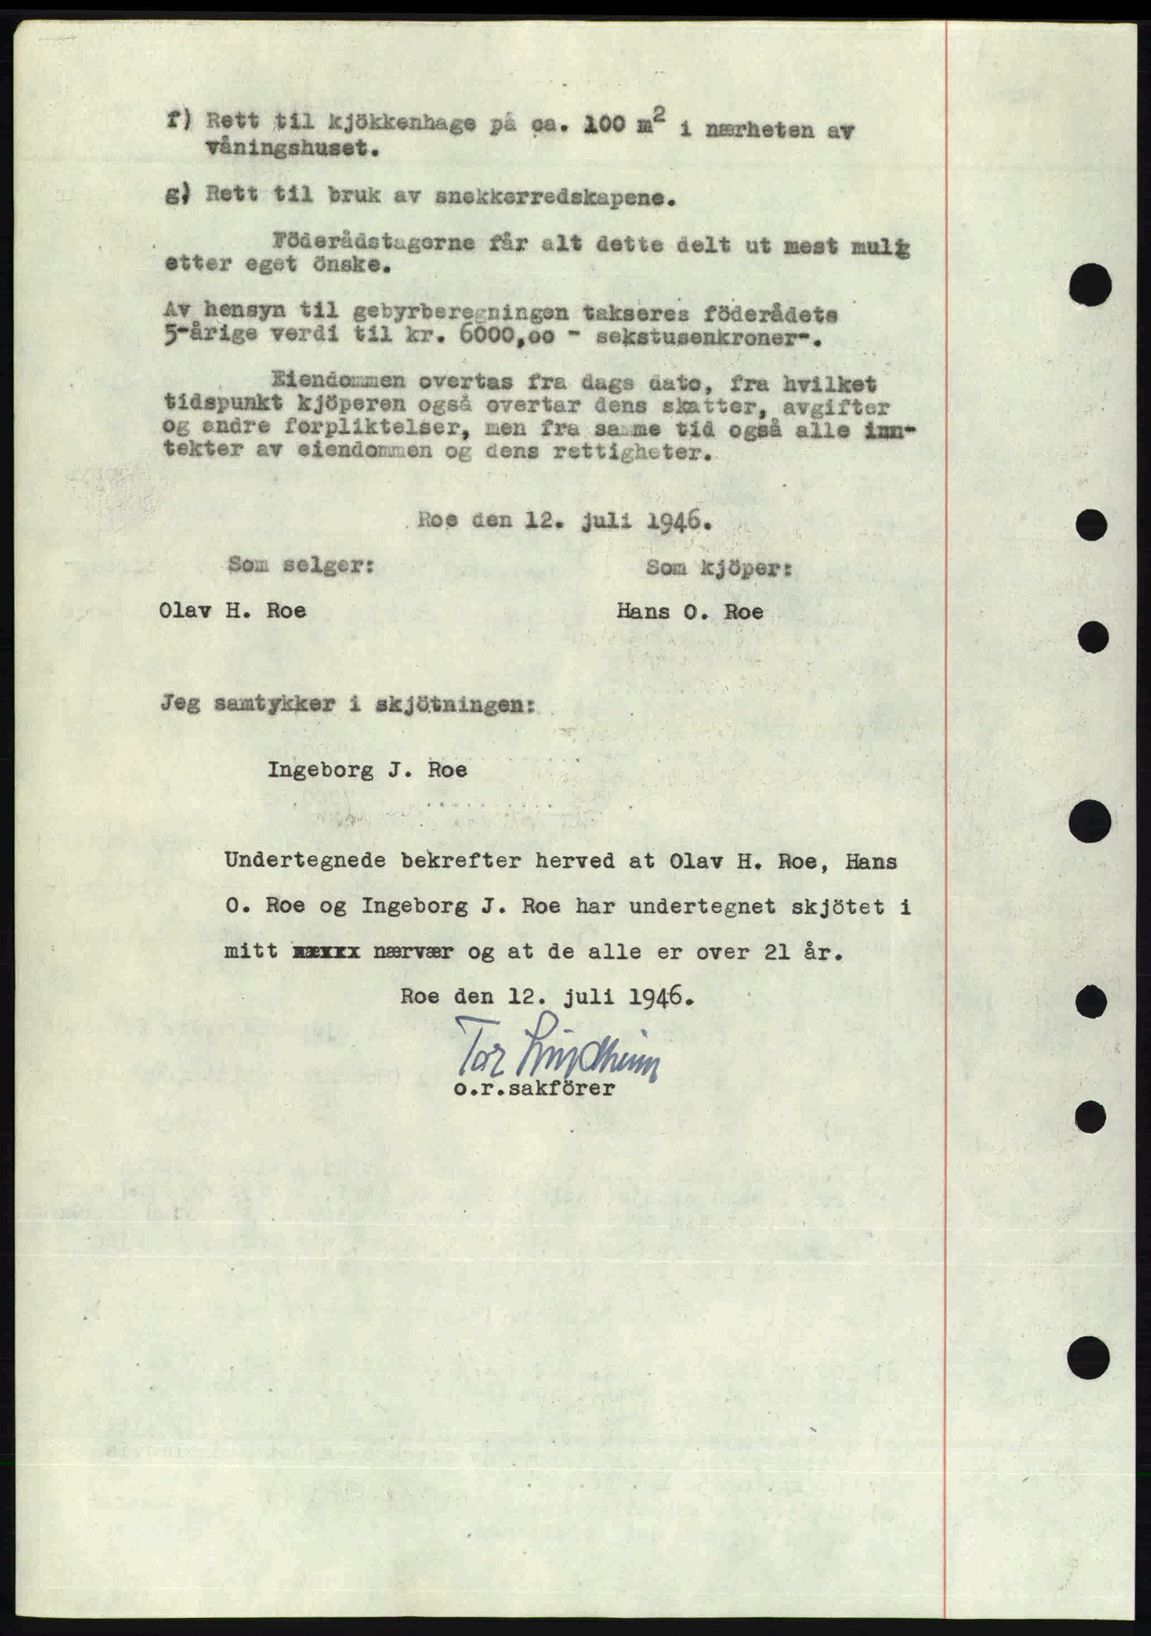 f) Rett til kjökkenhage på ca. 100 m2 i nærheten av
våningshuset.
g) Rett til bruk av snekkerredskapene.
Föderådstagerne får alt dette delt ut mest mulig
etter eget önske.
Av hensyn til gebyrberegningen takseres föderådets
5-årige verdi til kr. 6000,oo - sekstusenkroner-.
Eiendommen overtas fra dags dato, fra hvilket
tidspunkt kjöperen også overtar dens skatter, avgifter
og andre forpliktelser, men fra samme tid også alle inn-
tekter av eiendommen og dens rettigheter.
Roe den 12. juli 1946.
Som selger: Som kjöper:
Olav H. Roe Hans O. Roe
Jeg samtykker i skjötningen:
Ingeborg J. Roe
Undertegnede bekrefter herved at Olav H. Roe, Hans
O. Roe og Ingeborg J. Roe har undertegnet skjötet i
mitt nærvær og at de alle er over 21 år.
Roe den 12. juli 1946.
Tor Lindheim
o.r.sakförer